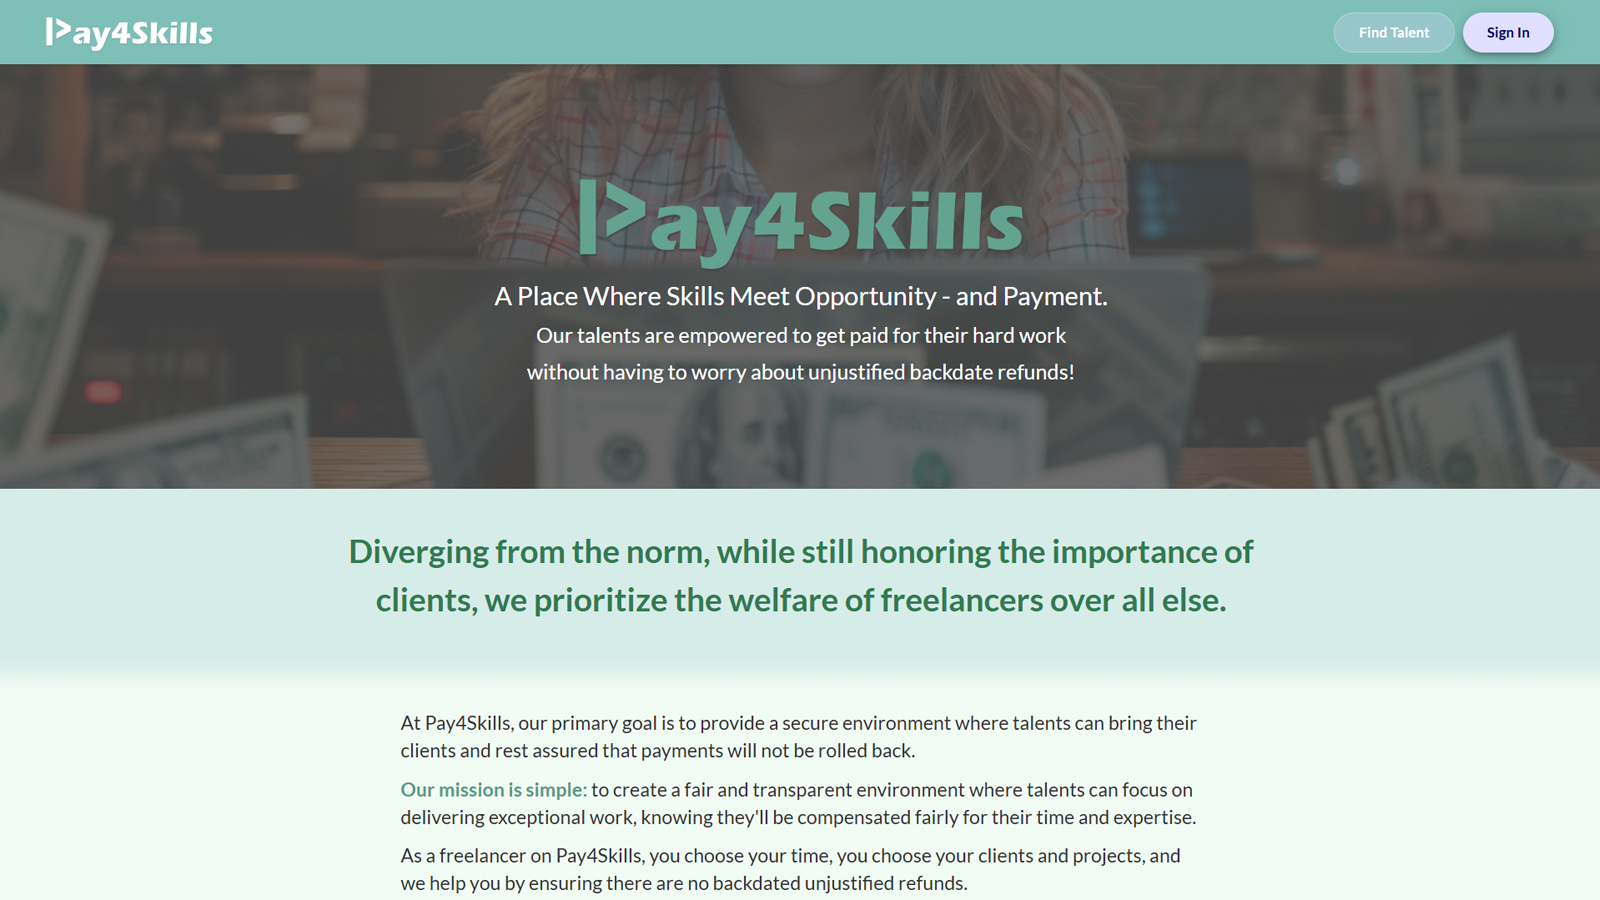 Pay4Skills
Find Talent
Sign In
Pay4Skills
A Place Where Skills Meet Opportunity - and Payment.
Our talents are empowered to get paid for their hard work
without having to worry about unjustified backdate refunds!
Diverging from the norm, while still honoring the importance of
clients, we prioritize the welfare of freelancers over all else.
At Pay4Skills, our primary goal is to provide a secure environment where talents can bring their
clients and rest assured that payments will not be rolled back.
Our mission is simple: to create a fair and transparent environment where talents can focus on
delivering exceptional work, knowing they'll be compensated fairly for their time and expertise.
As a freelancer on Pay4Skills, you choose your time, you choose your clients and projects, and
we help you by ensuring there are no backdated unjustified refunds.